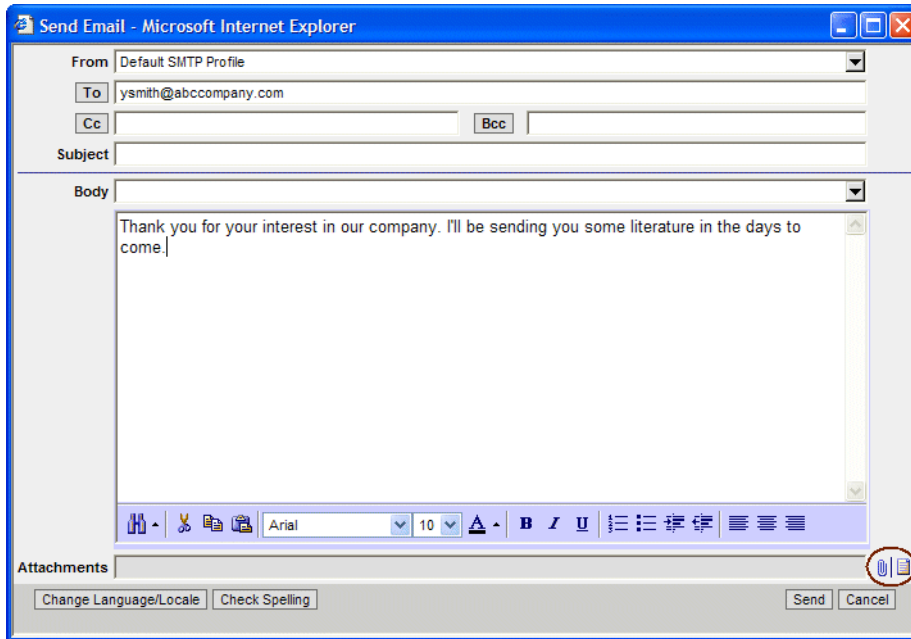 Send Email - Microsoft Internet Explorer
From Default SMTP Profile
To ysmith@abccompany.com
Cc Bcc
Subject
Body
Thank you for your interest in our company. I'll be sending you some literature in the days to
come.
Arial 10 A B I U
Attachments
Change Language/Locale Check Spelling Send Cancel